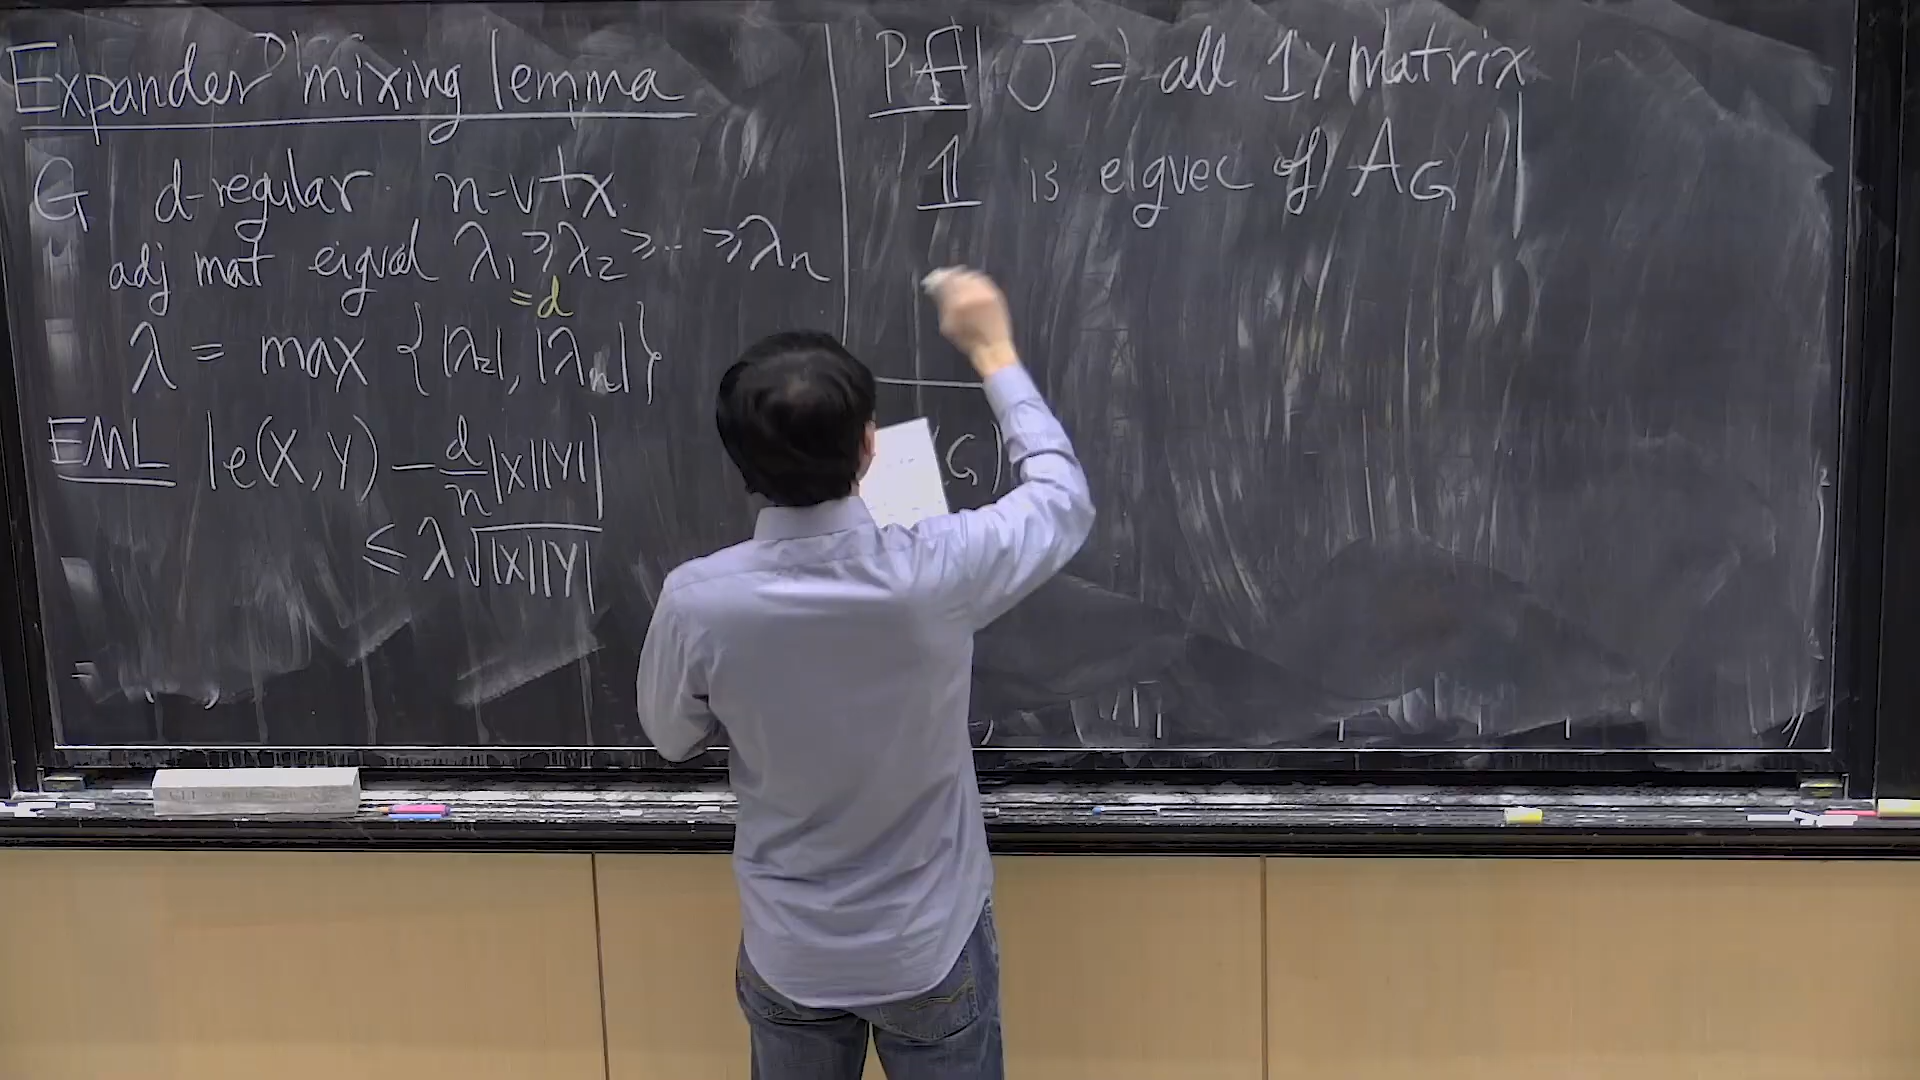 Expander mixing lemma
G d-regular n-vtx.
adj mat eigval λ₁ ≥ λ₂ ≥ ··· ≥ λₙ
= d
λ = max {|λ₂|, |λₙ|}
EML |e(X,Y) − d/n |X||Y||
≤ λ√|X||Y|
Pf J = all 1 matrix
1 is eigvec of A_G
G)